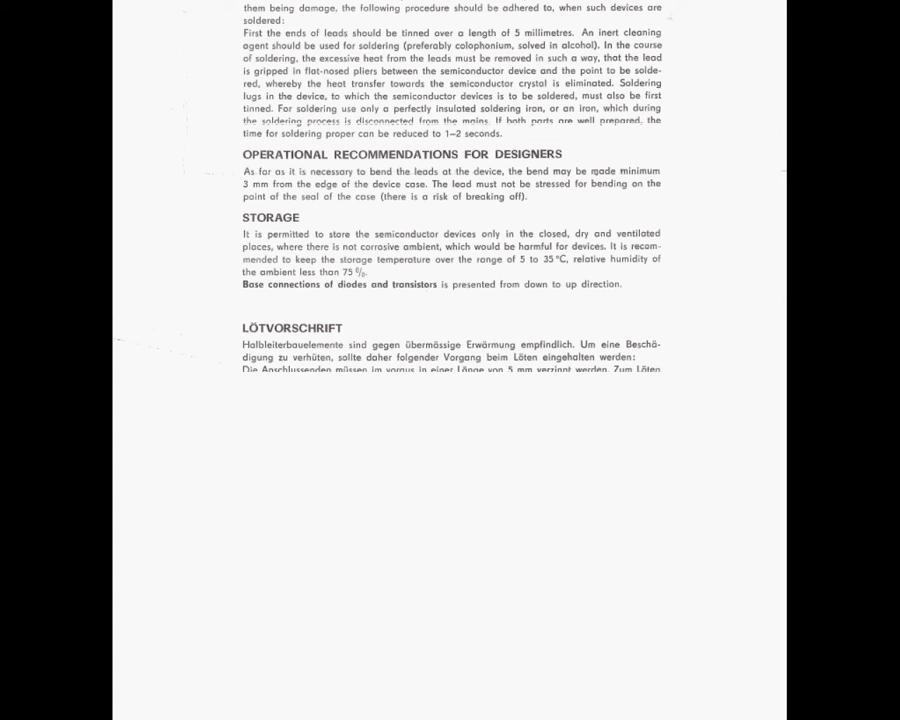 them being damage, the following procedure should be adhered to, when such devices are
soldered:
First the ends of leads should be tinned over a length of 5 millimetres. An inert cleaning
agent should be used for soldering (preferably colophonium, solved in alcohol). In the course
of soldering, the excessive heat from the leads must be removed in such a way, that the lead
is gripped in flat-nosed pliers between the semiconductor device and the point to be solde-
red, whereby the heat transfer towards the semiconductor crystal is eliminated. Soldering
lugs in the device, to which the semiconductor devices is to be soldered, must also be first
tinned. For soldering use only a perfectly insulated soldering iron, or an iron, which during
the soldering process is disconnected from the mains. If both parts are well prepared, the
time for soldering proper can be reduced to 1–2 seconds.
OPERATIONAL RECOMMENDATIONS FOR DESIGNERS
As far as it is necessary to bend the leads at the device, the bend may be made minimum
3 mm from the edge of the device case. The lead must not be stressed for bending on the
point of the seal of the case (there is a risk of breaking off).
STORAGE
It is permitted to store the semiconductor devices only in the closed, dry and ventilated
places, where there is not corrosive ambient, which would be harmful for devices. It is recom-
mended to keep the storage temperature over the range of 5 to 35 °C, relative humidity of
the ambient less than 75 %.
Base connections of diodes and transistors is presented from down to up direction.
LÖTVORSCHRIFT
Halbleiterbauelemente sind gegen übermässige Erwärmung empfindlich. Um eine Beschä-
digung zu verhüten, sollte daher folgender Vorgang beim Löten eingehalten werden:
Die Anschlussenden müssen im voraus in einer Länge von 5 mm verzinnt werden. Zum Löten